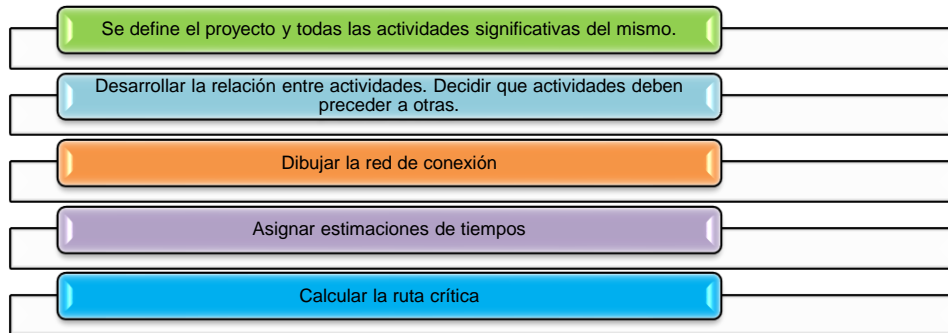 Se define el proyecto y todas las actividades significativas del mismo.
Desarrollar la relación entre actividades. Decidir que actividades deben
preceder a otras.
Dibujar la red de conexión
Asignar estimaciones de tiempos
Calcular la ruta crítica